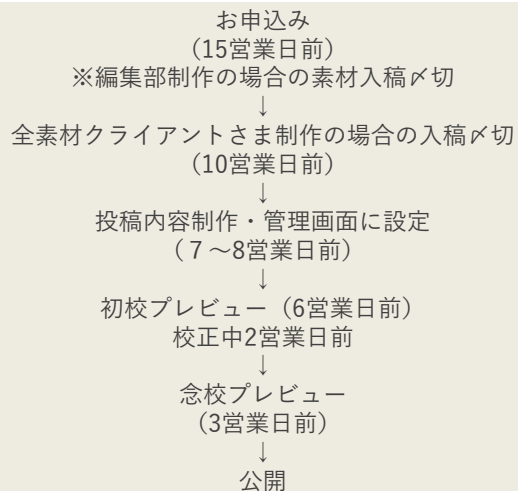 お申込み
(15営業日前)
※編集部制作の場合の素材入稿〆切
↓
全素材クライアントさま制作の場合の入稿〆切
(10営業日前)
↓
投稿内容制作・管理画面に設定
(７～8営業日前)
↓
初校プレビュー（6営業日前)
校正中2営業日前
↓
念校プレビュー
(3営業日前)
↓
公開